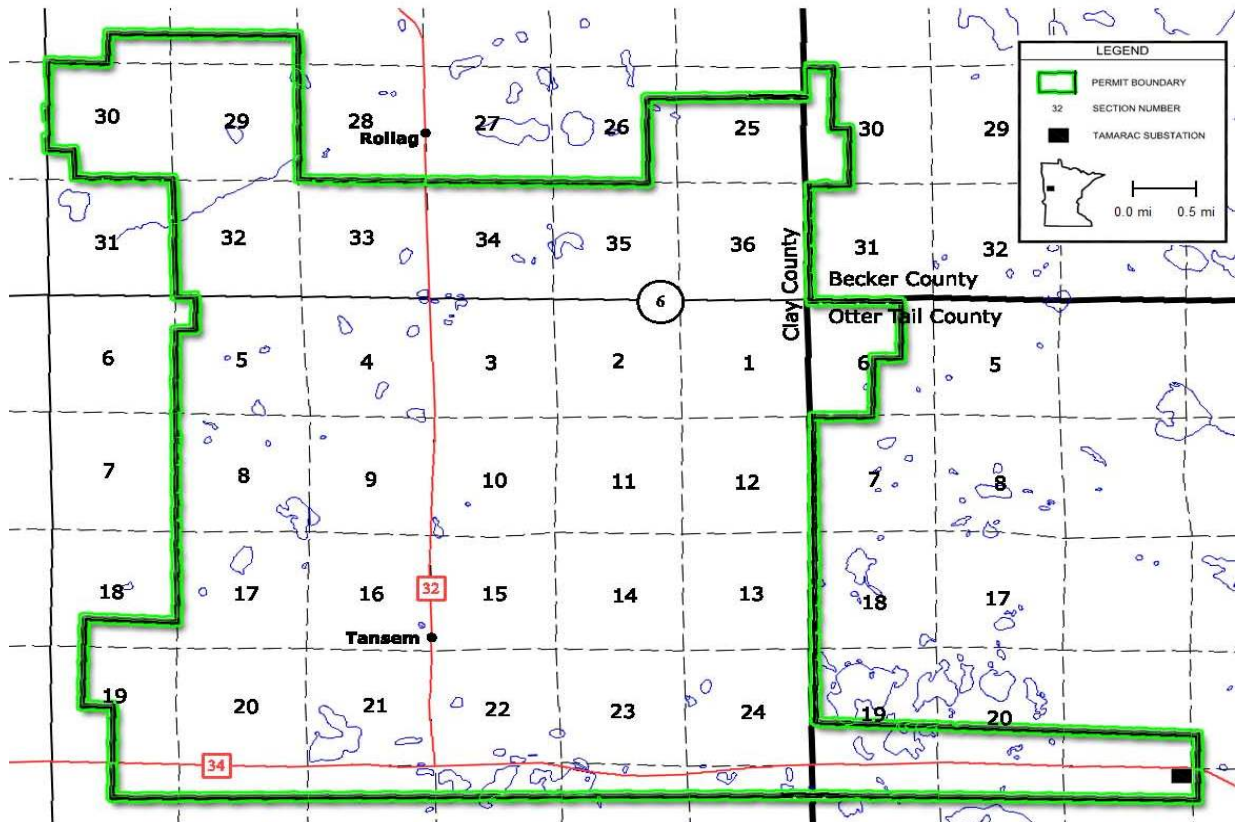 LEGEND
PERMIT BOUNDARY
32 SECTION NUMBER
TAMARAC SUBSTATION
0.0 mi 0.5 mi
30 29 28 27 26 25 30 29
Rollag
31 32 33 34 35 36 31 32
Clay County
Becker County
6
Otter Tail County
6 5 4 3 2 1 6 5
7 8 9 10 11 12 7 8
32
18 17 16 15 14 13 18 17
Tansem
19 20 21 22 23 24 19 20
34